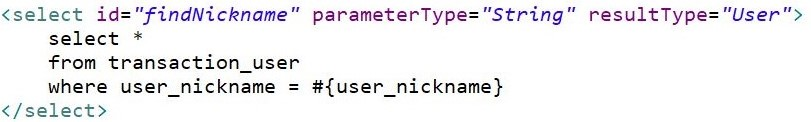 <select id="findNickname" parameterType="String" resultType="User">
    select *
    from transaction_user
    where user_nickname = #{user_nickname}
</select>